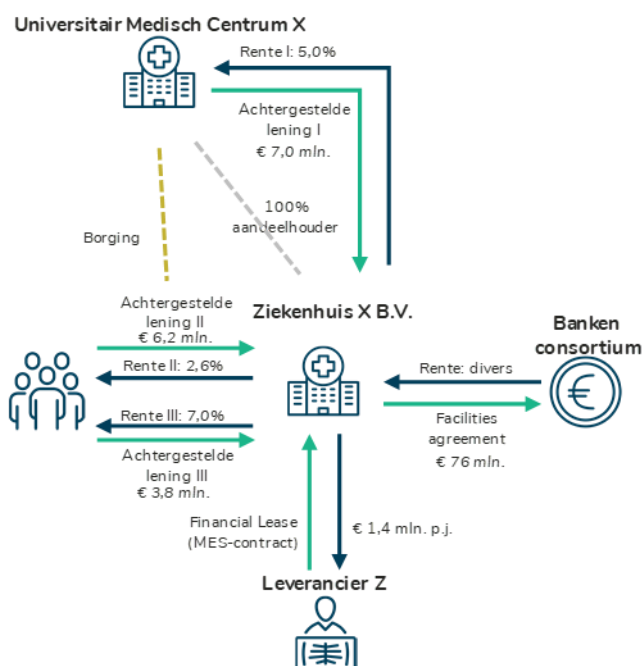 Universitair Medisch Centrum X
Rente I: 5,0%
Achtergestelde
lening I
€ 7,0 mln.
100%
aandeelhouder
Borging
Achtergestelde
lening II
€ 6,2 mln.
Ziekenhuis X B.V.
Banken
consortium
Rente II: 2,6%
Rente: divers
Rente III: 7,0%
Facilities
agreement
€ 76 mln.
Achtergestelde
lening III
€ 3,8 mln.
Financial Lease
(MES-contract)
€ 1,4 mln. p.j.
Leverancier Z